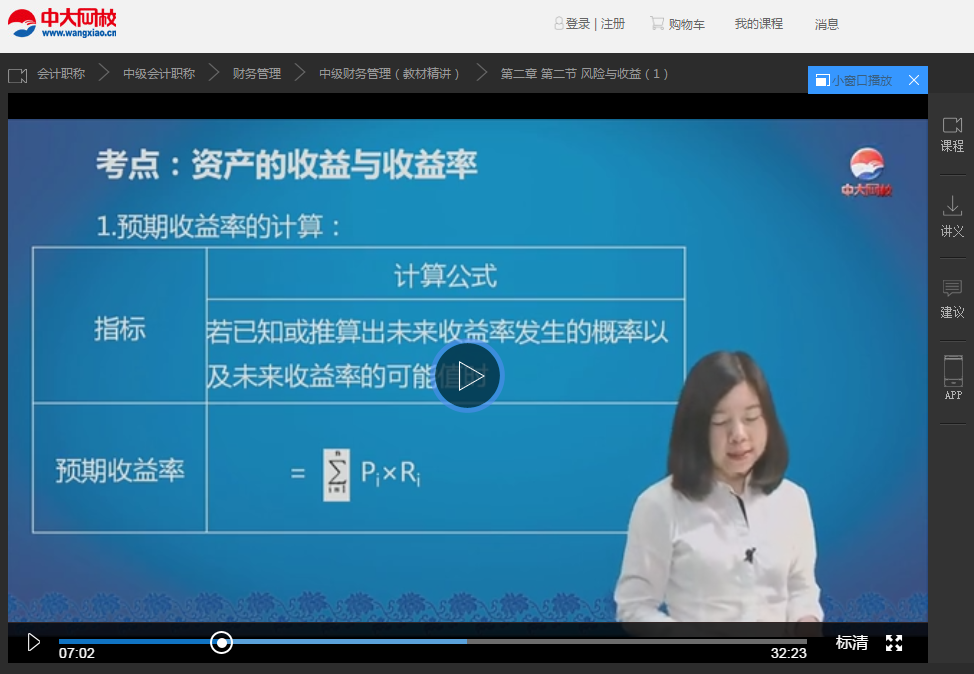 中大网校
www.wangxiao.cn
登录 | 注册
购物车
我的课程
消息
会计职称
中级会计职称
财务管理
中级财务管理（教材精讲）
第二章 第二节 风险与收益（1）
小窗口播放
课程
讲义
建议
APP
考点：资产的收益与收益率
中大网校
1.预期收益率的计算：
指标
计算公式
若已知或推算出未来收益率发生的概率以
及未来收益率的可能值时
预期收益率
= n∑i=1 Pi×Ri
07:02
32:23
标清